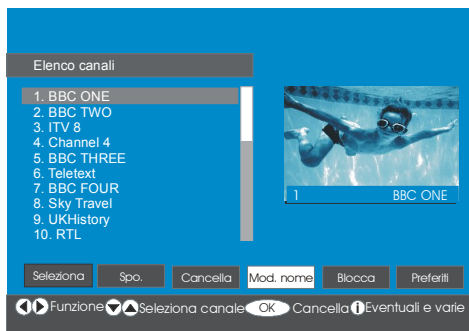 Elenco canali
1. BBC ONE
2. BBC TWO
3. ITV 8
4. Channel 4
5. BBC THREE
6. Teletext
7. BBC FOUR
8. Sky Travel
9. UKHistory
10. RTL
1 BBC ONE
Seleziona Spo. Cancella Mod. nome Blocca Preferiti
Funzione Seleziona canale OK Cancella i Eventuali e varie